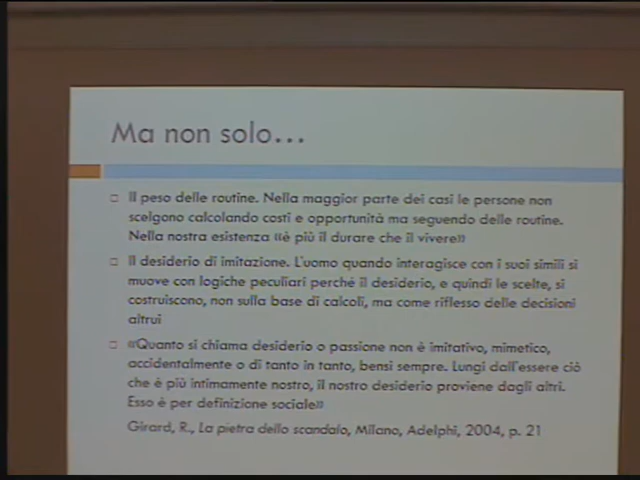 Ma non solo...
Il peso delle routine. Nella maggior parte dei casi le persone non
scelgono calcolando costi e opportunità ma seguendo delle routine.
Nella nostra esistenza «è più il durare che il vivere»
Il desiderio di imitazione. L'uomo quando interagisce con i suoi simili si
muove con logiche peculiari perché il desiderio, e quindi le scelte, si
costruiscono, non sulla base di calcoli, ma come riflesso delle decisioni
altrui
«Quanto si chiama desiderio o passione non è imitativo, mimetico,
accidentalmente o di tanto in tanto, bensì sempre. Lungi dall'essere ciò
che è più intimamente nostro, il nostro desiderio proviene dagli altri.
Esso è per definizione sociale»
Girard, R., La pietra dello scandalo, Milano, Adelphi, 2004, p. 21